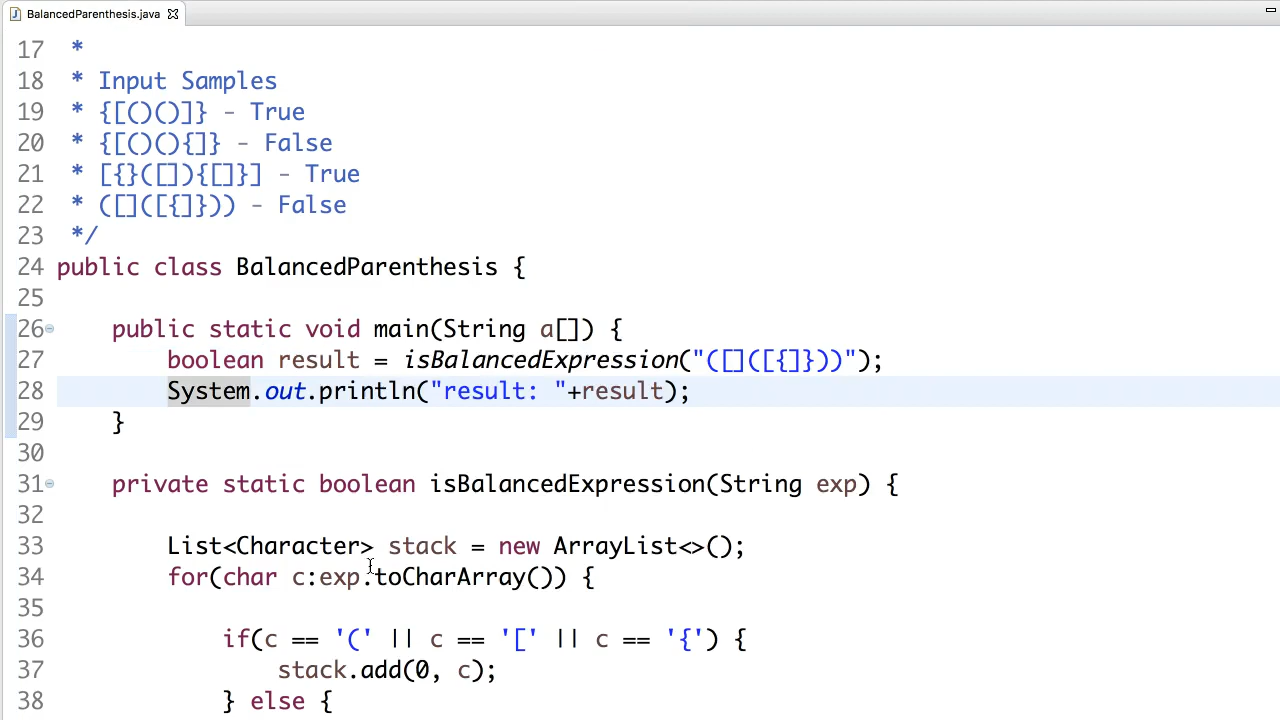 BalancedParenthesis.java
17 *
18 * Input Samples
19 * {[()()]} - True
20 * {[()(){]} - False
21 * [{}([]){[]}] - True
22 * ([]([{]})) - False
23 */
24 public class BalancedParenthesis {
25
26 public static void main(String a[]) {
27 boolean result = isBalancedExpression("([]([{]}))");
28 System.out.println("result: "+result);
29 }
30
31 private static boolean isBalancedExpression(String exp) {
32
33 List<Character> stack = new ArrayList<>();
34 for(char c:exp.toCharArray()) {
35
36 if(c == '(' || c == '[' || c == '{') {
37 stack.add(0, c);
38 } else {